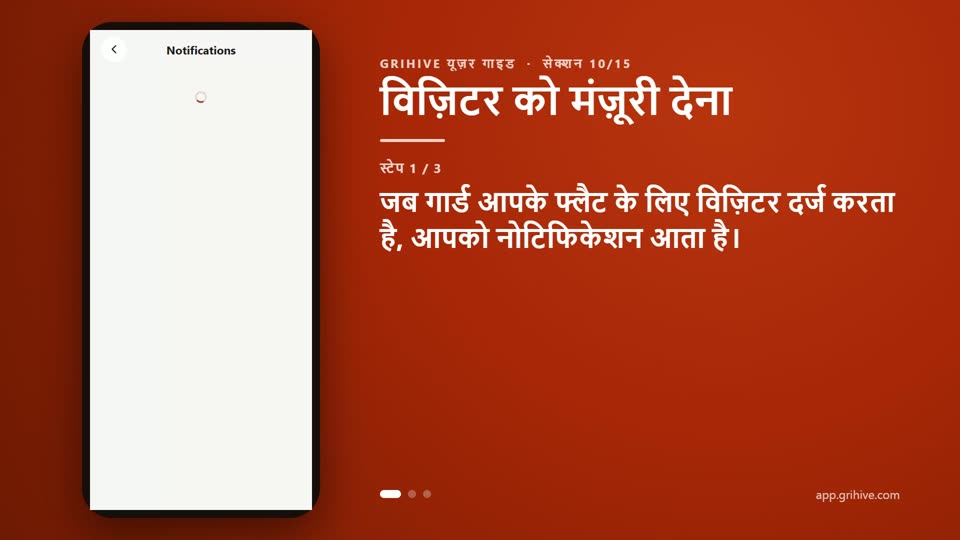 Notifications
GRIHIVE यूज़र गाइड · सेक्शन 10/15
विज़िटर को मंज़ूरी देना
स्टेप 1 / 3
जब गार्ड आपके फ्लैट के लिए विज़िटर दर्ज करता
है, आपको नोटिफिकेशन आता है।
app.grihive.com